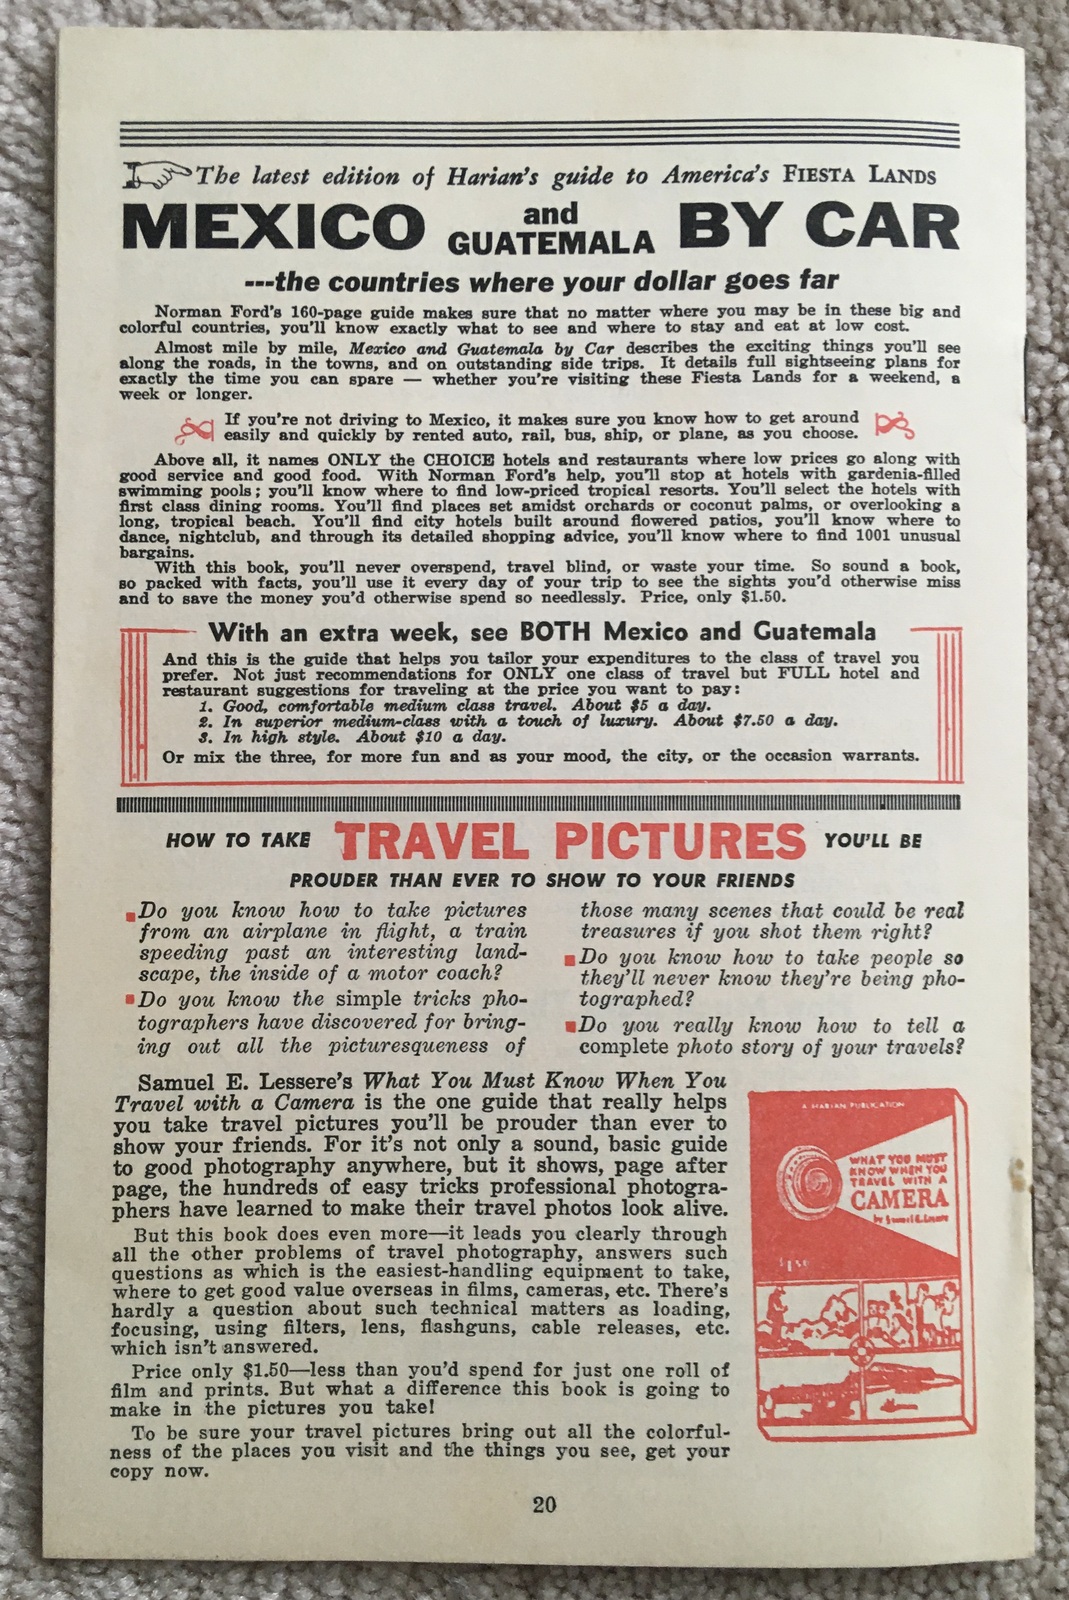 The latest edition of Harian's guide to America's FIESTA LANDS
MEXICO and GUATEMALA BY CAR
---the countries where your dollar goes far
Norman Ford's 160-page guide makes sure that no matter where you may be in these big and
colorful countries, you'll know exactly what to see and where to stay and eat at low cost.
Almost mile by mile, Mexico and Guatemala by Car describes the exciting things you'll see
along the roads, in the towns, and on outstanding side trips. It details full sightseeing plans for
exactly the time you can spare — whether you're visiting these Fiesta Lands for a weekend, a
week or longer.
If you're not driving to Mexico, it makes sure you know how to get around
easily and quickly by rented auto, rail, bus, ship, or plane, as you choose.
Above all, it names ONLY the CHOICE hotels and restaurants where low prices go along with
good service and good food. With Norman Ford's help, you'll stop at hotels with gardenia-filled
swimming pools; you'll know where to find low-priced tropical resorts. You'll select the hotels with
first class dining rooms. You'll find places set amidst orchards or coconut palms, or overlooking a
long, tropical beach. You'll find city hotels built around flowered patios, you'll know where to
dance, nightclub, and through its detailed shopping advice, you'll know where to find 1001 unusual
bargains.
With this book, you'll never overspend, travel blind, or waste your time. So sound a book,
so packed with facts, you'll use it every day of your trip to see the sights you'd otherwise miss
and to save the money you'd otherwise spend so needlessly. Price, only $1.50.
With an extra week, see BOTH Mexico and Guatemala
And this is the guide that helps you tailor your expenditures to the class of travel you
prefer. Not just recommendations for ONLY one class of travel but FULL hotel and
restaurant suggestions for traveling at the price you want to pay:
1. Good, comfortable medium class travel. About $5 a day.
2. In superior medium-class with a touch of luxury. About $7.50 a day.
3. In high style. About $10 a day.
Or mix the three, for more fun and as your mood, the city, or the occasion warrants.
HOW TO TAKE TRAVEL PICTURES YOU'LL BE
PROUDER THAN EVER TO SHOW TO YOUR FRIENDS
Do you know how to take pictures
from an airplane in flight, a train
speeding past an interesting land-
scape, the inside of a motor coach?
Do you know the simple tricks pho-
tographers have discovered for bring-
ing out all the picturesqueness of
those many scenes that could be real
treasures if you shot them right?
Do you know how to take people so
they'll never know they're being pho-
tographed?
Do you really know how to tell a
complete photo story of your travels?
Samuel E. Lessere's What You Must Know When You
Travel with a Camera is the one guide that really helps
you take travel pictures you'll be prouder than ever to
show your friends. For it's not only a sound, basic guide
to good photography anywhere, but it shows, page after
page, the hundreds of easy tricks professional photogra-
phers have learned to make their travel photos look alive.
But this book does even more—it leads you clearly through
all the other problems of travel photography, answers such
questions as which is the easiest-handling equipment to take,
where to get good value overseas in films, cameras, etc. There's
hardly a question about such technical matters as loading,
focusing, using filters, lens, flashguns, cable releases, etc.
which isn't answered.
Price only $1.50—less than you'd spend for just one roll of
film and prints. But what a difference this book is going to
make in the pictures you take!
To be sure your travel pictures bring out all the colorful-
ness of the places you visit and the things you see, get your
copy now.
A HARIAN PUBLICATION
WHAT YOU MUST
KNOW WHEN YOU
TRAVEL WITH A
CAMERA
by Samuel E. Lessere
$1.50
20